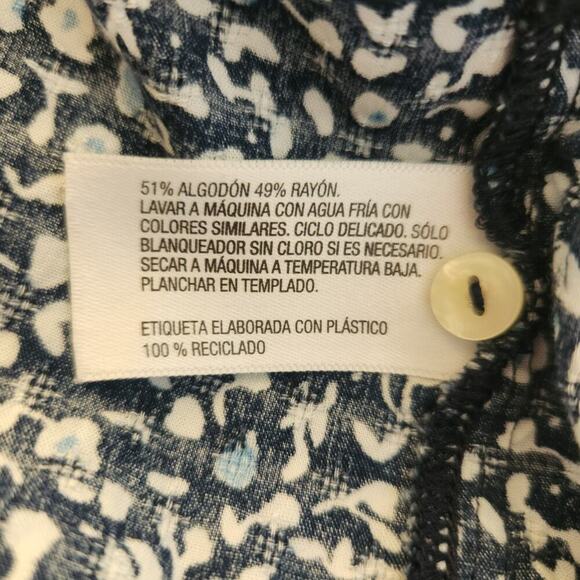 51% ALGODÓN 49% RAYÓN.
LAVAR A MÁQUINA CON AGUA FRÍA CON
COLORES SIMILARES. CICLO DELICADO. SÓLO
BLANQUEADOR SIN CLORO SI ES NECESARIO.
SECAR A MÁQUINA A TEMPERATURA BAJA.
PLANCHAR EN TEMPLADO.
ETIQUETA ELABORADA CON PLÁSTICO
100 % RECICLADO